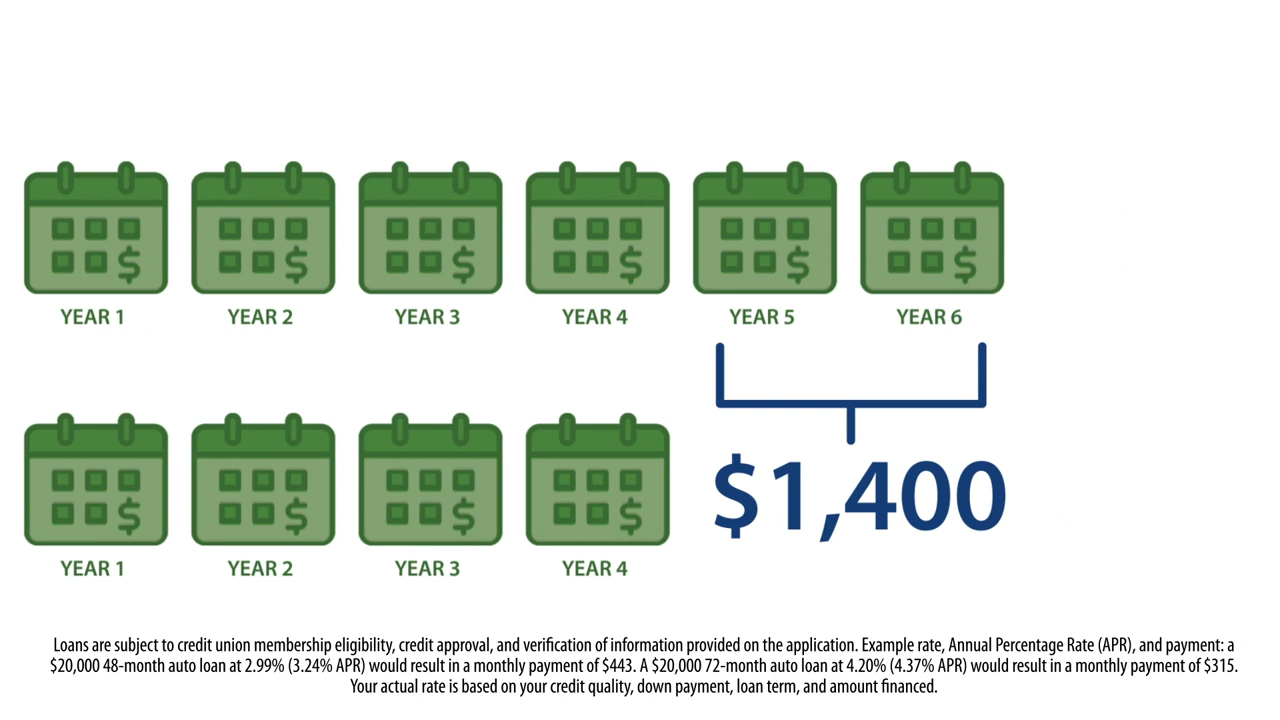 $ $ $ $ $ $
YEAR 1 YEAR 2 YEAR 3 YEAR 4 YEAR 5 YEAR 6
$ $ $ $
$1,400
YEAR 1 YEAR 2 YEAR 3 YEAR 4
Loans are subject to credit union membership eligibility, credit approval, and verification of information provided on the application. Example rate, Annual Percentage Rate (APR), and payment: a
$20,000 48-month auto loan at 2.99% (3.24% APR) would result in a monthly payment of $443. A $20,000 72-month auto loan at 4.20% (4.37% APR) would result in a monthly payment of $315.
Your actual rate is based on your credit quality, down payment, loan term, and amount financed.